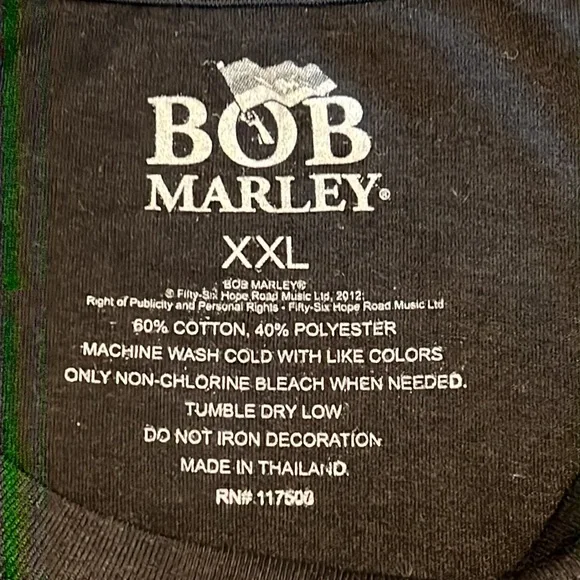 BOB
MARLEY®
XXL
BOB MARLEY®
© Fifty-Six Hope Road Music Ltd, 2012.
Right of Publicity and Personal Rights - Fifty-Six Hope Road Music Ltd
60% COTTON, 40% POLYESTER
MACHINE WASH COLD WITH LIKE COLORS
ONLY NON-CHLORINE BLEACH WHEN NEEDED.
TUMBLE DRY LOW
DO NOT IRON DECORATION
MADE IN THAILAND.
RN# 117500